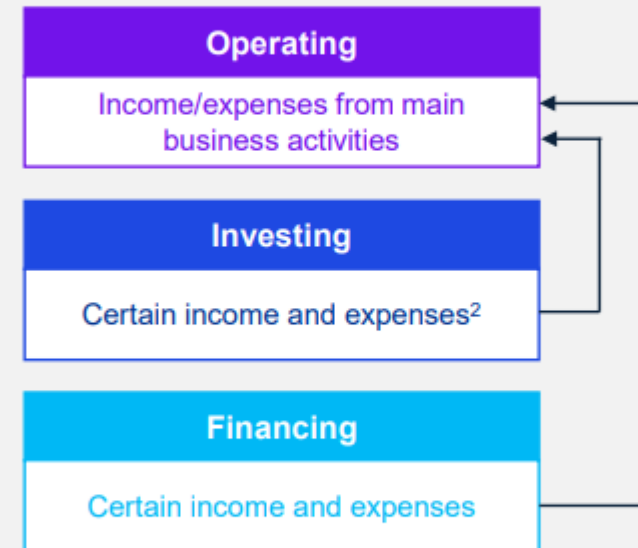 Operating
Income/expenses from main
business activities
Investing
Certain income and expenses²
Financing
Certain income and expenses